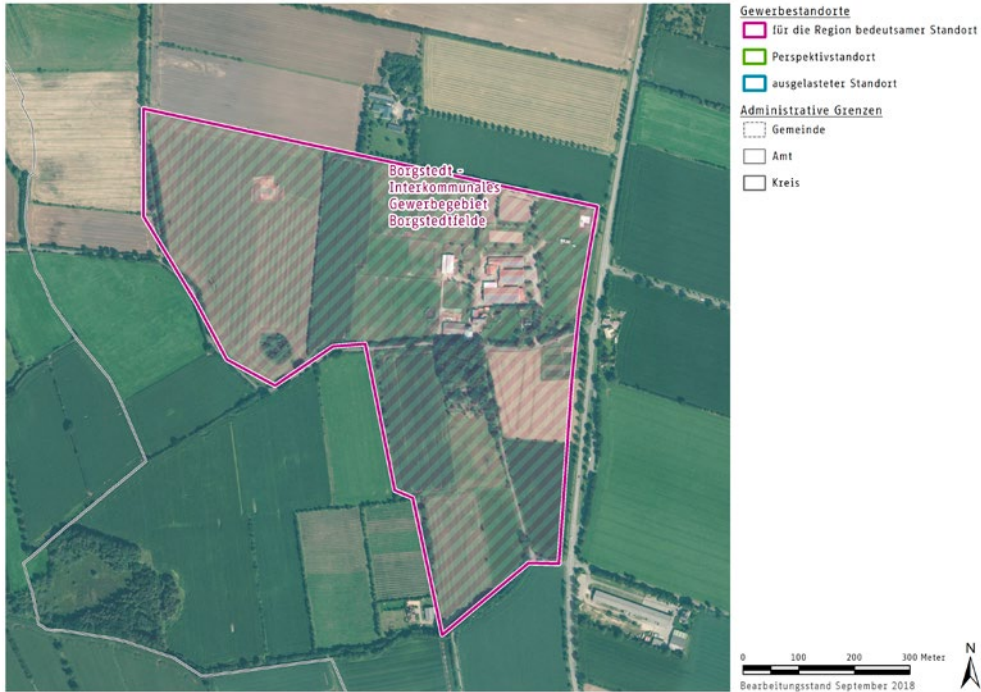 Gewerbestandorte
für die Region bedeutsamer Standort
Perspektivstandort
ausgelasteter Standort
Administrative Grenzen
Gemeinde
Amt
Kreis
Borgstedt -
Interkommunales
Gewerbegebiet
Borgstedtfelde
0 100 200 300 Meter
N
Bearbeitungsstand September 2018